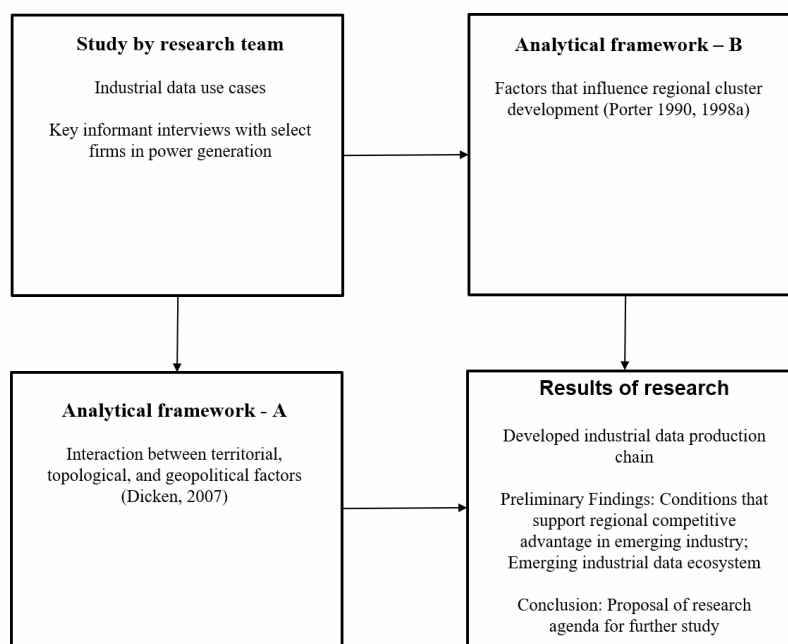 Study by research team
Industrial data use cases
Key informant interviews with select
firms in power generation
Analytical framework – B
Factors that influence regional cluster
development (Porter 1990, 1998a)
Analytical framework - A
Interaction between territorial,
topological, and geopolitical factors
(Dicken, 2007)
Results of research
Developed industrial data production
chain
Preliminary Findings: Conditions that
support regional competitive
advantage in emerging industry;
Emerging industrial data ecosystem
Conclusion: Proposal of research
agenda for further study